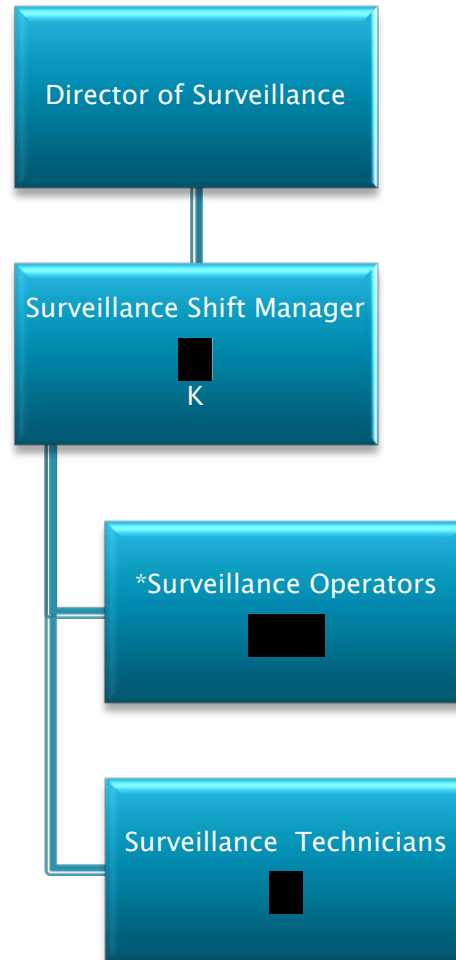 Director of Surveillance
Surveillance Shift Manager
K
*Surveillance Operators
Surveillance Technicians